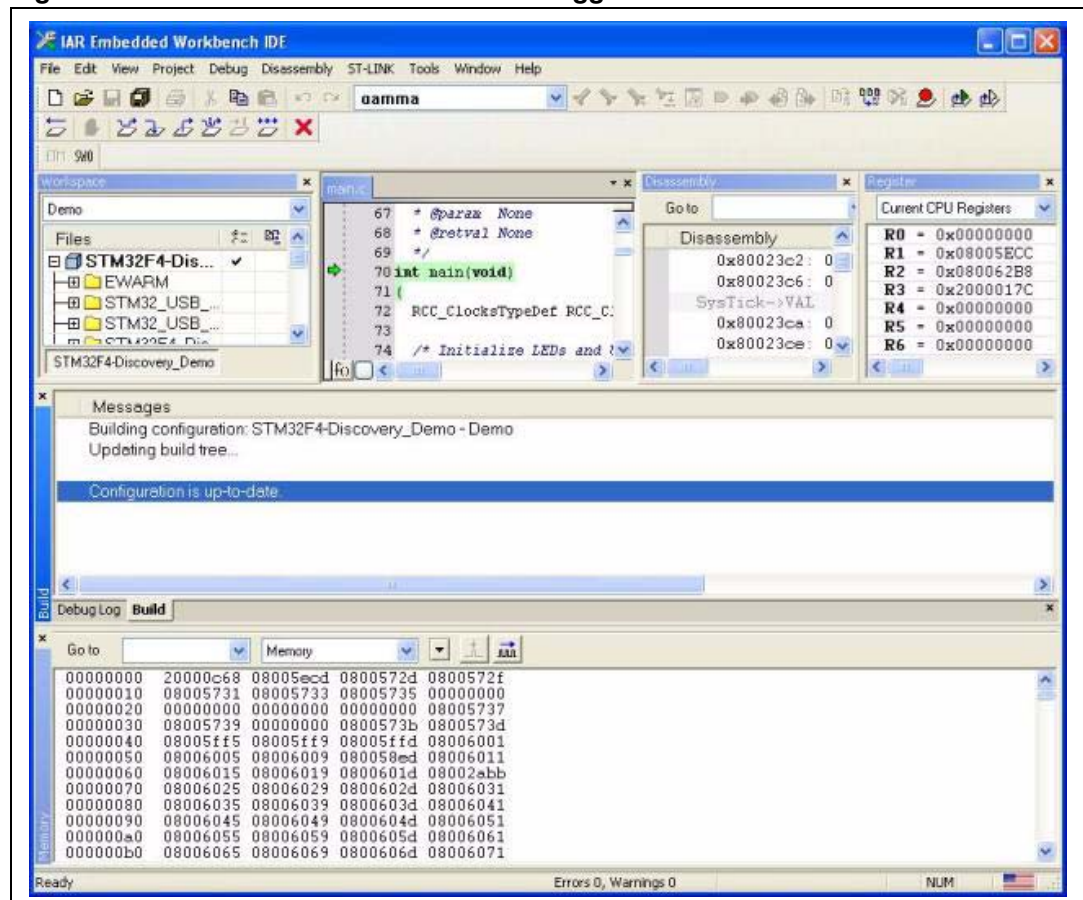 IAR Embedded Workbench IDE
File Edit View Project Debug Disassembly ST-LINK Tools Window Help
gamma
SWO
Workspace
Demo
Files
STM32F4-Dis...
EWARM
STM32_USB_...
STM32_USB_...
STM32F4-Discovery_Demo
main.c
67 * @param None
68 * @retval None
69 */
70 int main(void)
71 {
72 RCC_ClocksTypeDef RCC_C
73
74 /* Initialize LEDs and
Disassembly
Go to
Disassembly
0x80023c2: 0
0x80023c6: 0
SysTick->VAL
0x80023ca: 0
0x80023ce: 0
Register
Current CPU Registers
R0 = 0x00000000
R1 = 0x08005ECC
R2 = 0x080062B8
R3 = 0x2000017C
R4 = 0x00000000
R5 = 0x00000000
R6 = 0x00000000
Messages
Building configuration: STM32F4-Discovery_Demo - Demo
Updating build tree...
Configuration is up-to-date.
Build
Debug Log Build
Go to Memory
00000000 20000c68 08005ecd 0800572d 0800572f
00000010 08005731 08005733 08005735 00000000
00000020 00000000 00000000 00000000 08005737
00000030 08005739 00000000 0800573b 0800573d
00000040 08005ff5 08005ff9 08005ffd 08006001
00000050 08006005 08006009 080058ed 08006011
00000060 08006015 08006019 0800601d 08002abb
00000070 08006025 08006029 0800602d 08006031
00000080 08006035 08006039 0800603d 08006041
00000090 08006045 08006049 0800604d 08006051
000000a0 08006055 08006059 0800605d 08006061
000000b0 08006065 08006069 0800606d 08006071
Memory
Ready Errors 0, Warnings 0 NUM